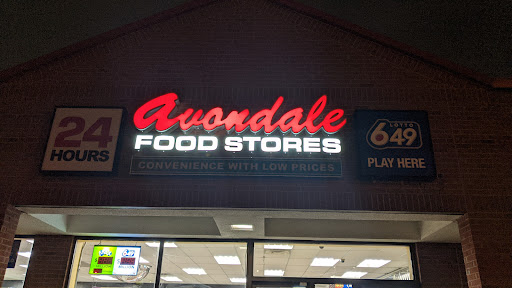 Avondale
FOOD STORES
CONVENIENCE WITH LOW PRICES
24
HOURS
LOTTO
649
PLAY HERE